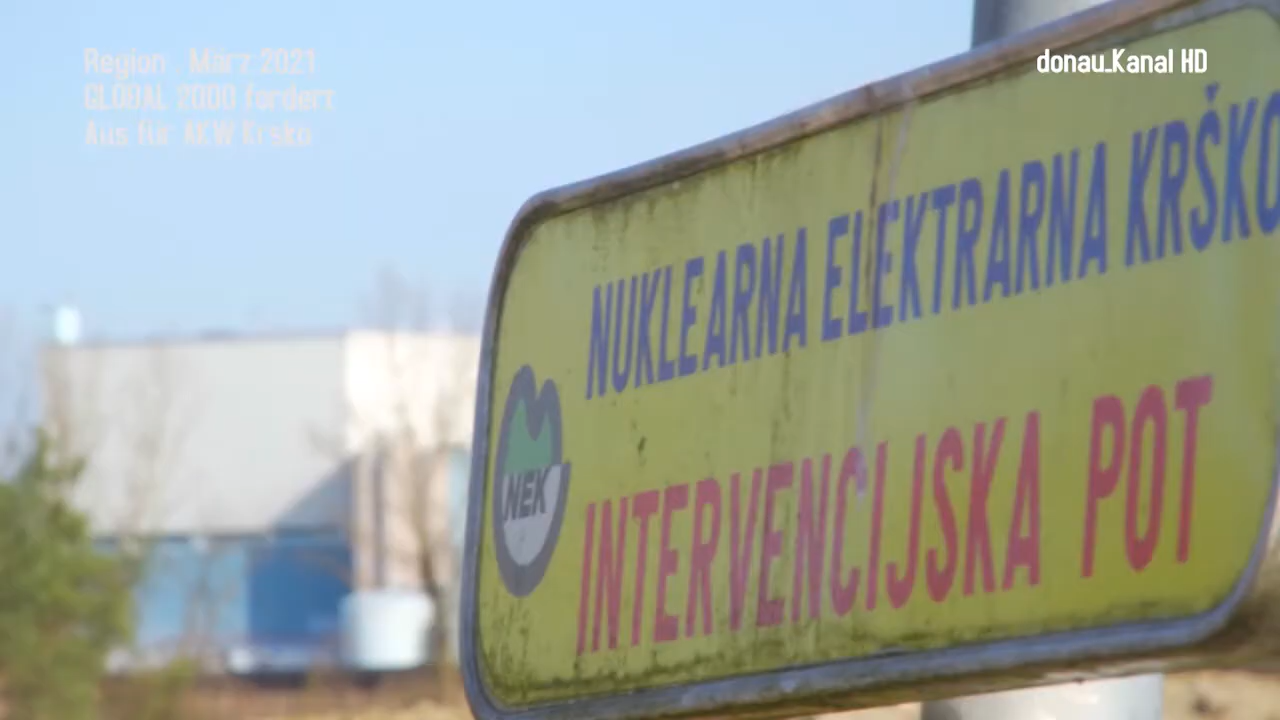 Region . März 2021
GLOBAL 2000 fordert
Aus für AKW Krsko
donau_Kanal HD
NUKLEARNA ELEKTRARNA KRŠKO
NEK
INTERVENCIJSKA POT